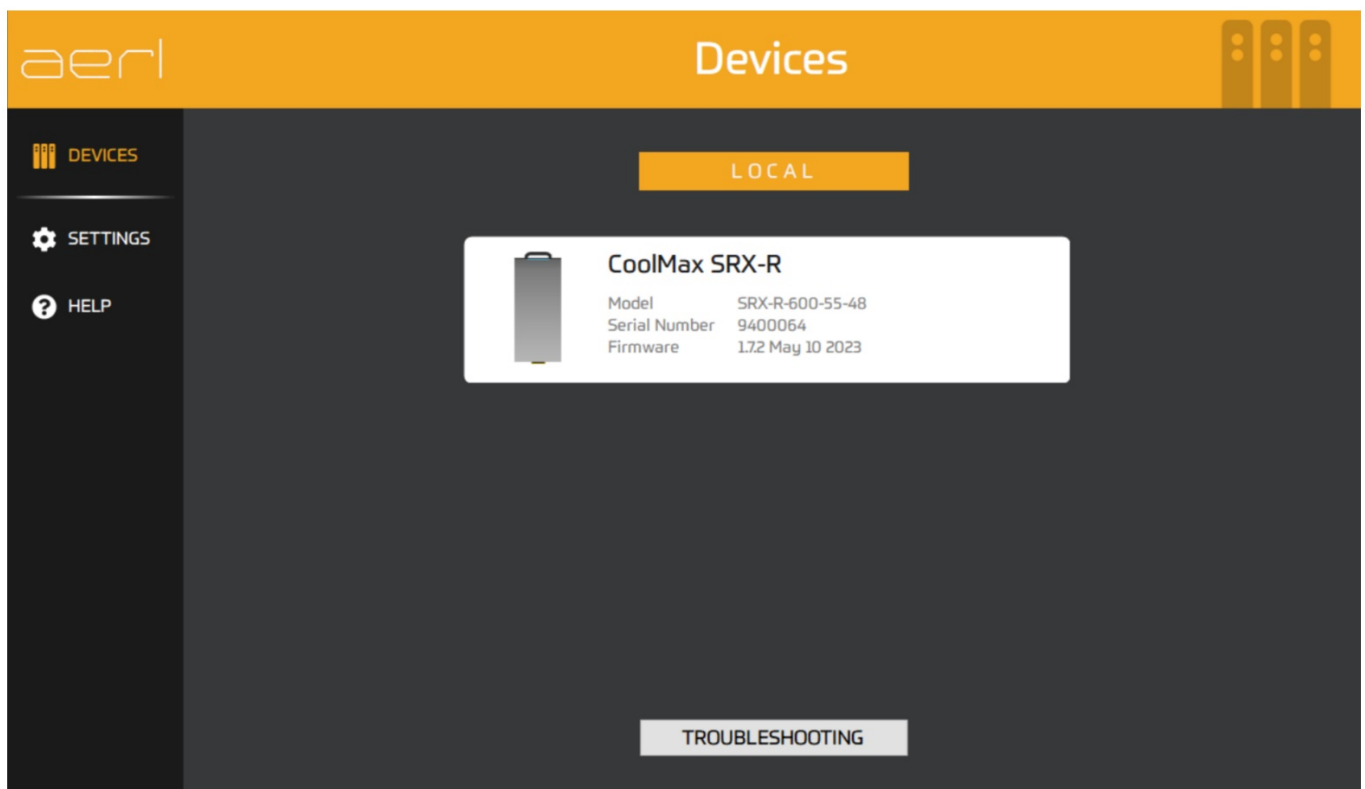 aerl
Devices
DEVICES
SETTINGS
HELP
LOCAL
CoolMax SRX-R
Model SRX-R-600-55-48
Serial Number 9400064
Firmware 1.7.2 May 10 2023
TROUBLESHOOTING